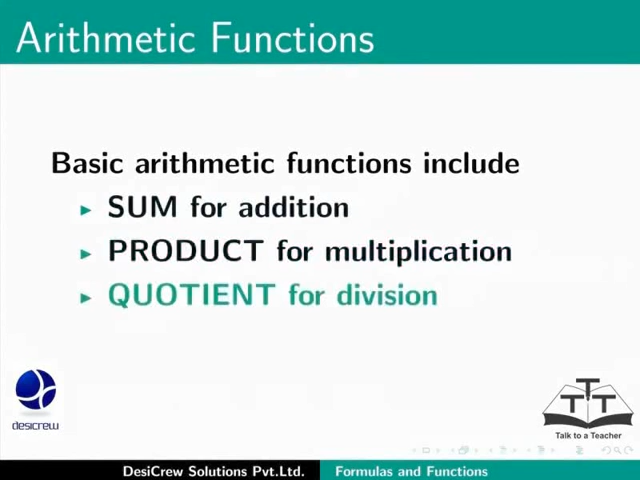 Arithmetic Functions
Basic arithmetic functions include
SUM for addition
PRODUCT for multiplication
QUOTIENT for division
desicrew
T
T T
Talk to a Teacher
DesiCrew Solutions Pvt.Ltd. Formulas and Functions